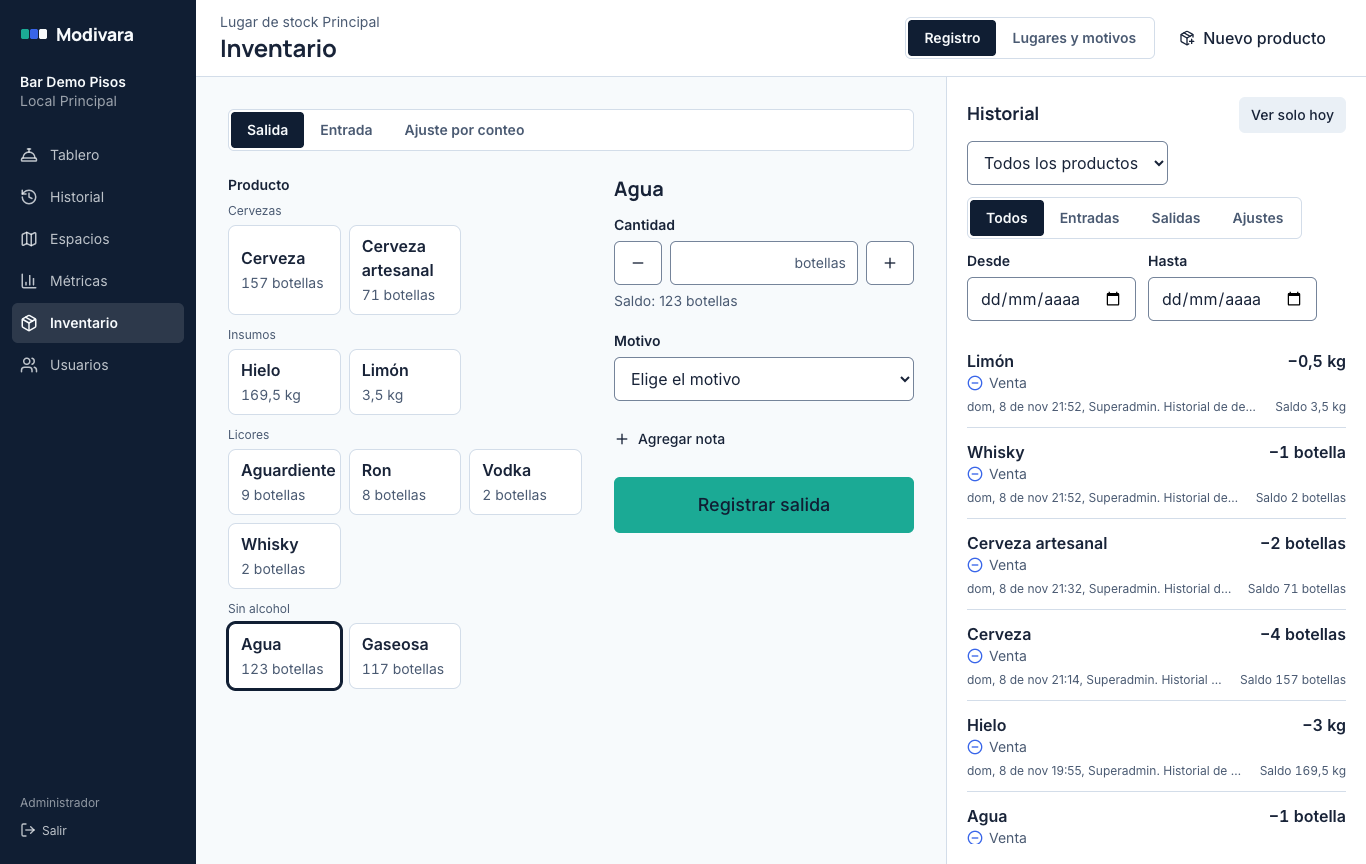 Modivara
Bar Demo Pisos
Local Principal
Tablero
Historial
Espacios
Métricas
Inventario
Usuarios
Administrador
Salir
Lugar de stock Principal
Inventario
Registro
Lugares y motivos
Nuevo producto
Salida
Entrada
Ajuste por conteo
Producto
Cervezas
Cerveza
157 botellas
Cerveza
artesanal
71 botellas
Insumos
Hielo
169,5 kg
Limón
3,5 kg
Licores
Aguardiente
9 botellas
Ron
8 botellas
Vodka
2 botellas
Whisky
2 botellas
Sin alcohol
Agua
123 botellas
Gaseosa
117 botellas
Agua
Cantidad
− botellas +
Saldo: 123 botellas
Motivo
Elige el motivo
+ Agregar nota
Registrar salida
Historial
Ver solo hoy
Todos los productos
Todos
Entradas
Salidas
Ajustes
Desde
Hasta
dd/mm/aaaa
dd/mm/aaaa
Limón −0,5 kg
Venta
dom, 8 de nov 21:52, Superadmin. Historial de de... Saldo 3,5 kg
Whisky −1 botella
Venta
dom, 8 de nov 21:52, Superadmin. Historial de... Saldo 2 botellas
Cerveza artesanal −2 botellas
Venta
dom, 8 de nov 21:32, Superadmin. Historial d... Saldo 71 botellas
Cerveza −4 botellas
Venta
dom, 8 de nov 21:14, Superadmin. Historial ... Saldo 157 botellas
Hielo −3 kg
Venta
dom, 8 de nov 19:55, Superadmin. Historial de ... Saldo 169,5 kg
Agua −1 botella
Venta